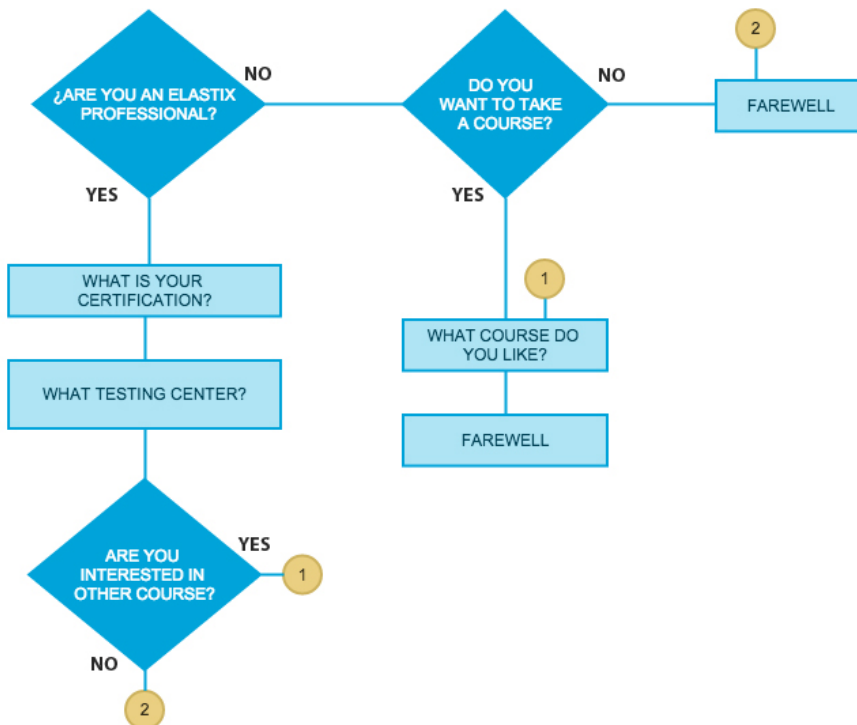 2
¿ARE YOU AN ELASTIX
PROFESSIONAL?
NO
DO YOU
WANT TO TAKE
A COURSE?
NO
FAREWELL
YES
YES
WHAT IS YOUR
CERTIFICATION?
1
WHAT COURSE DO
YOU LIKE?
WHAT TESTING CENTER?
FAREWELL
ARE YOU
INTERESTED IN
OTHER COURSE?
YES
1
NO
2